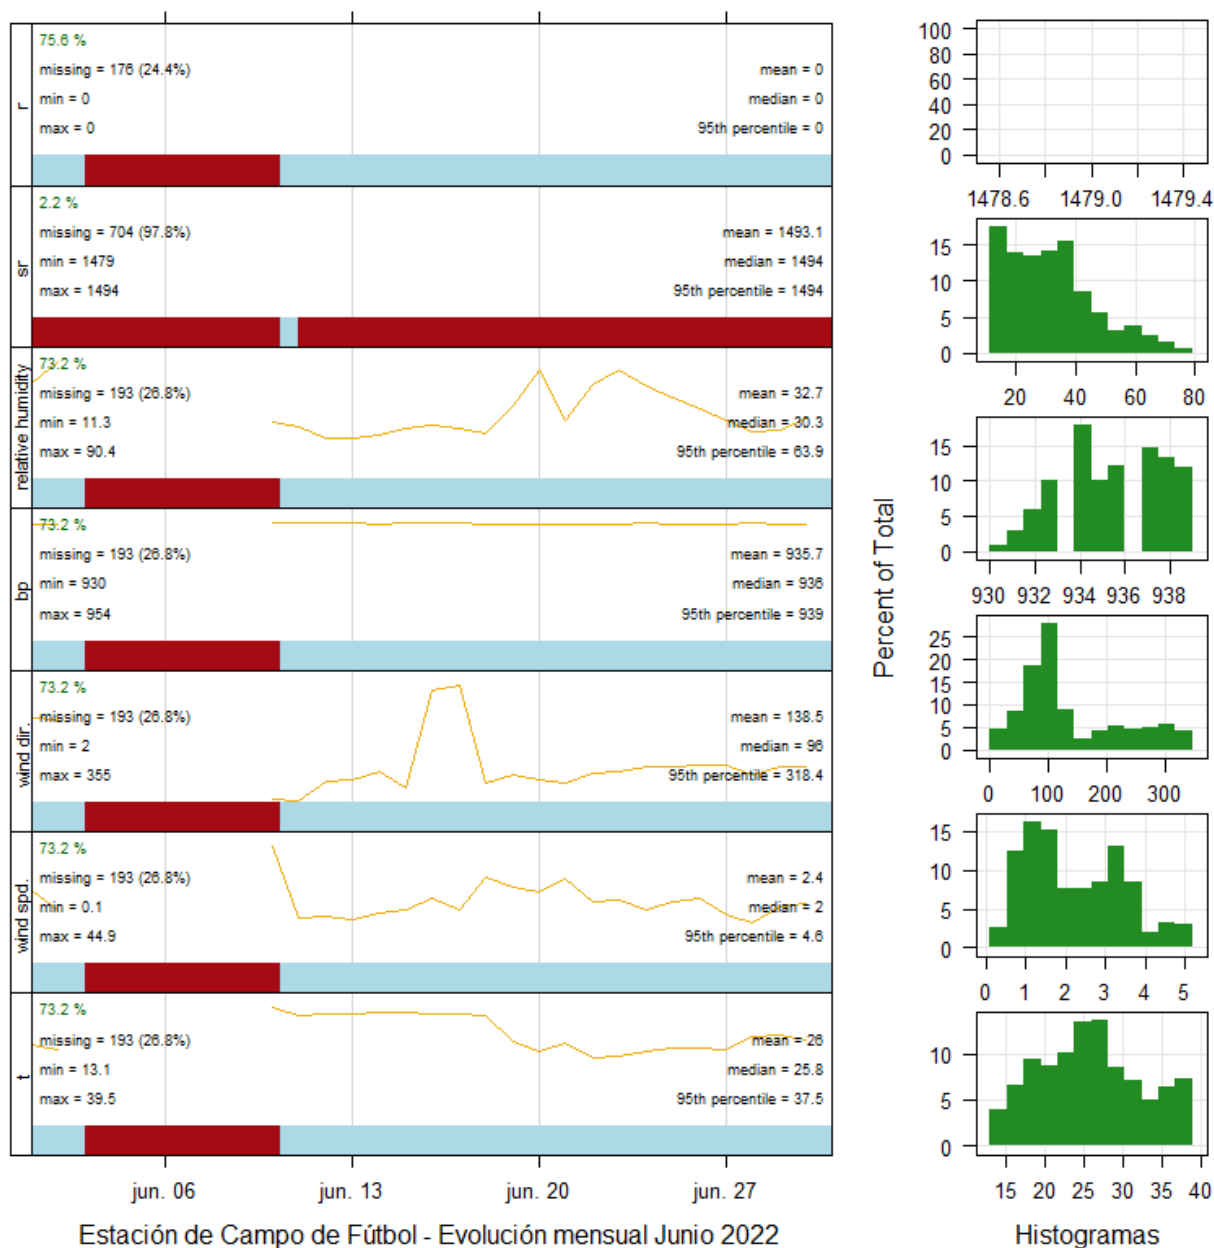 r
75.6 %
missing = 176 (24.4%)
min = 0
max = 0
mean = 0
median = 0
95th percentile = 0
sr
2.2 %
missing = 704 (97.8%)
min = 1479
max = 1494
mean = 1493.1
median = 1494
95th percentile = 1494
relative humidity
73.2 %
missing = 193 (26.8%)
min = 11.3
max = 90.4
mean = 32.7
median = 30.3
95th percentile = 63.9
bp
73.2 %
missing = 193 (26.8%)
min = 930
max = 954
mean = 935.7
median = 936
95th percentile = 939
wind dir.
73.2 %
missing = 193 (26.8%)
min = 2
max = 355
mean = 138.5
median = 96
95th percentile = 318.4
wind spd.
73.2 %
missing = 193 (26.8%)
min = 0.1
max = 44.9
mean = 2.4
median = 2
95th percentile = 4.6
t
73.2 %
missing = 193 (26.8%)
min = 13.1
max = 39.5
mean = 26
median = 25.8
95th percentile = 37.5
jun. 06 jun. 13 jun. 20 jun. 27
Estación de Campo de Fútbol - Evolución mensual Junio 2022
Percent of Total
100
80
60
40
20
0
1478.6 1479.0 1479.4
15
10
5
0
20 40 60 80
15
10
5
0
930 932 934 936 938
25
20
15
10
5
0
0 100 200 300
15
10
5
0
0 1 2 3 4 5
10
5
0
15 20 25 30 35 40
Histogramas